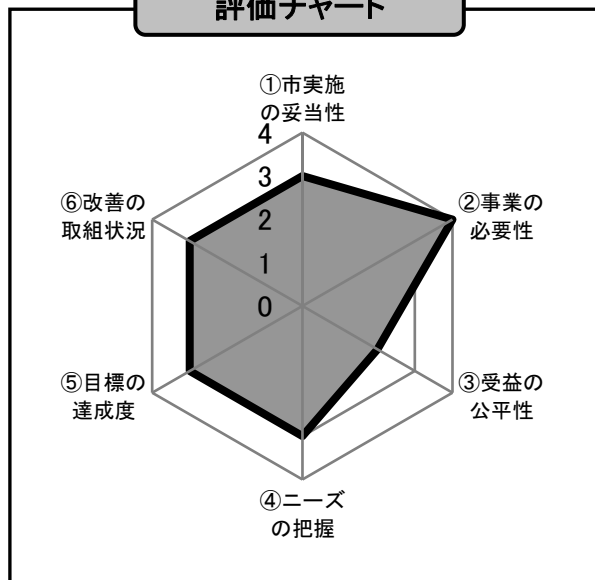 評価チャート
①市実施
の妥当性
4
3
2
1
0
②事業の
必要性
③受益の
公平性
④ニーズ
の把握
⑤目標の
達成度
⑥改善の
取組状況